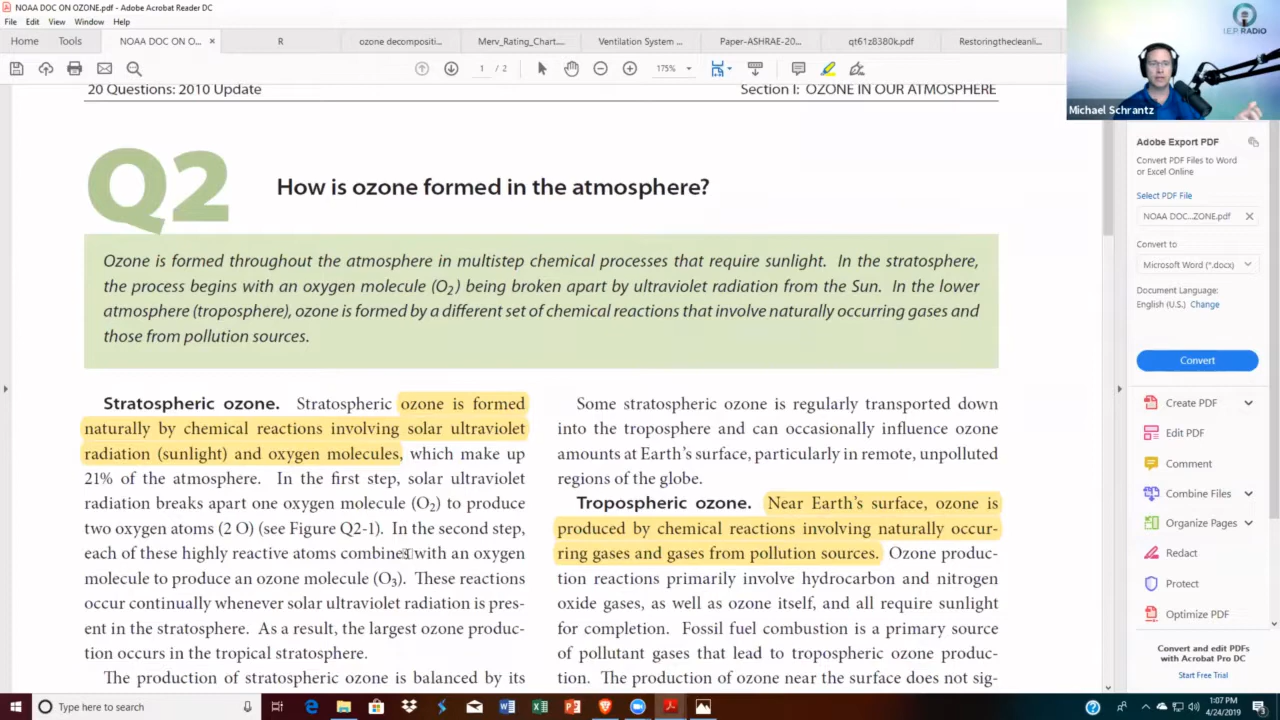 NOAA DOC ON OZONE.pdf - Adobe Acrobat Reader DC
File Edit View Window Help
Home Tools NOAA DOC ON O... × R ozone decompositi... Merv_Rating_Chart.... Ventilation System ... Paper-ASHRAE-20... qt61z8380k.pdf Restoringthecleanli...
1 / 2 175%
I.E.P. RADIO
Michael Schrantz
20 Questions: 2010 Update Section I: OZONE IN OUR ATMOSPHERE
Q2 How is ozone formed in the atmosphere?
Ozone is formed throughout the atmosphere in multistep chemical processes that require sunlight. In the stratosphere,
the process begins with an oxygen molecule (O2) being broken apart by ultraviolet radiation from the Sun. In the lower
atmosphere (troposphere), ozone is formed by a different set of chemical reactions that involve naturally occurring gases and
those from pollution sources.
Stratospheric ozone. Stratospheric ozone is formed
naturally by chemical reactions involving solar ultraviolet
radiation (sunlight) and oxygen molecules, which make up
21% of the atmosphere. In the first step, solar ultraviolet
radiation breaks apart one oxygen molecule (O2) to produce
two oxygen atoms (2 O) (see Figure Q2-1). In the second step,
each of these highly reactive atoms combines with an oxygen
molecule to produce an ozone molecule (O3). These reactions
occur continually whenever solar ultraviolet radiation is pres-
ent in the stratosphere. As a result, the largest ozone produc-
tion occurs in the tropical stratosphere.
The production of stratospheric ozone is balanced by its
Some stratospheric ozone is regularly transported down
into the troposphere and can occasionally influence ozone
amounts at Earth's surface, particularly in remote, unpolluted
regions of the globe.
Tropospheric ozone. Near Earth's surface, ozone is
produced by chemical reactions involving naturally occur-
ring gases and gases from pollution sources. Ozone produc-
tion reactions primarily involve hydrocarbon and nitrogen
oxide gases, as well as ozone itself, and all require sunlight
for completion. Fossil fuel combustion is a primary source
of pollutant gases that lead to tropospheric ozone produc-
tion. The production of ozone near the surface does not sig-
Adobe Export PDF
Convert PDF Files to Word
or Excel Online
Select PDF File
NOAA DOC...ZONE.pdf ×
Convert to
Microsoft Word (*.docx)
Document Language:
English (U.S.) Change
Convert
Create PDF
Edit PDF
Comment
Combine Files
Organize Pages
Redact
Protect
Optimize PDF
Convert and edit PDFs
with Acrobat Pro DC
Start Free Trial
Type here to search
1:07 PM
4/24/2019
3